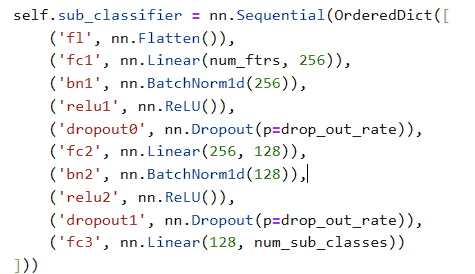 self.sub_classifier = nn.Sequential(OrderedDict([
    ('fl', nn.Flatten()),
    ('fc1', nn.Linear(num_ftrs, 256)),
    ('bn1', nn.BatchNorm1d(256)),
    ('relu1', nn.ReLU()),
    ('dropout0', nn.Dropout(p=drop_out_rate)),
    ('fc2', nn.Linear(256, 128)),
    ('bn2', nn.BatchNorm1d(128)),
    ('relu2', nn.ReLU()),
    ('dropout1', nn.Dropout(p=drop_out_rate)),
    ('fc3', nn.Linear(128, num_sub_classes))
]))